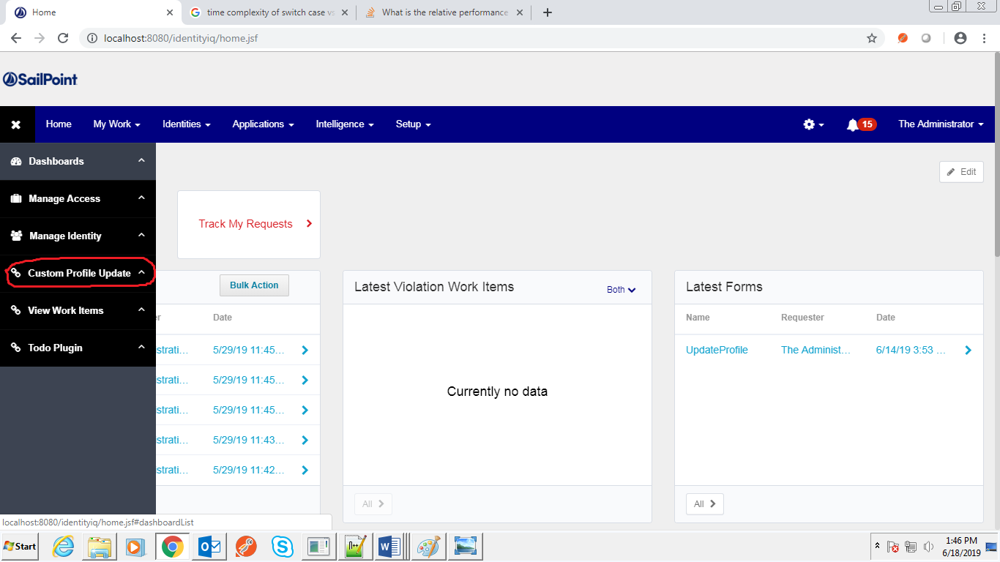 Home
time complexity of switch case vs
What is the relative performance
localhost:8080/identityiq/home.jsf
SailPoint
Home My Work Identities Applications Intelligence Setup 15 The Administrator
Dashboards
Manage Access
Manage Identity
Custom Profile Update
View Work Items
Todo Plugin
Edit
Track My Requests
Bulk Action
er Date
strati... 5/29/19 11:45...
strati... 5/29/19 11:45...
strati... 5/29/19 11:45...
strati... 5/29/19 11:43...
strati... 5/29/19 11:42...
Latest Violation Work Items
Both
Currently no data
All
Latest Forms
Name Requester Date
UpdateProfile The Administ... 6/14/19 3:53 ...
All
localhost:8080/identityiq/home.jsf#dashboardList
Start
1:46 PM
6/18/2019